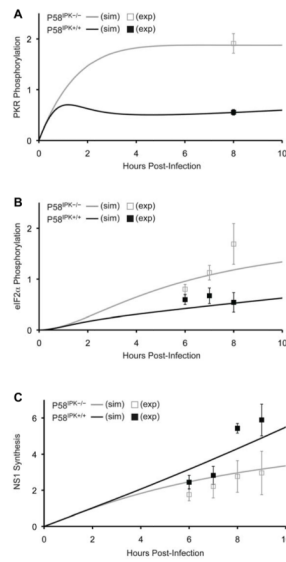 A
P58IPK−/− (sim) (exp)
P58IPK+/+ (sim) (exp)
PKR Phosphorylation
2
1
0
0 2 4 6 8 10
Hours Post-Infection
B
P58IPK−/− (sim) (exp)
P58IPK+/+ (sim) (exp)
eIF2α Phosphorylation
2
1
0
0 2 4 6 8 10
Hours Post-Infection
C
P58IPK−/− (sim) (exp)
P58IPK+/+ (sim) (exp)
NS1 Synthesis
6
4
2
0
0 2 4 6 8 10
Hours Post-Infection